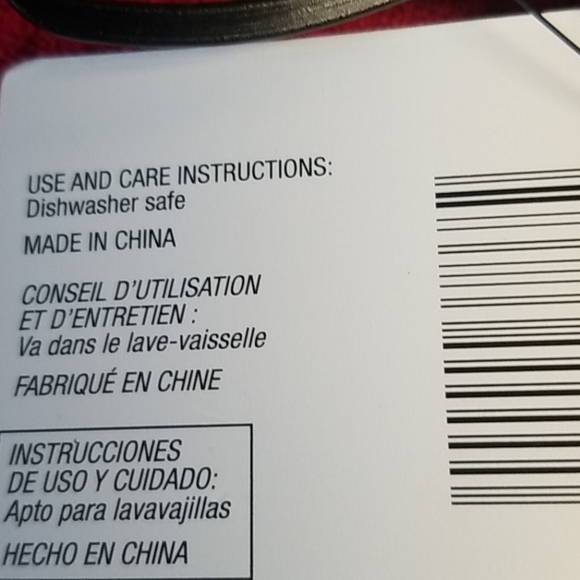 USE AND CARE INSTRUCTIONS:
Dishwasher safe
MADE IN CHINA
CONSEIL D'UTILISATION
ET D'ENTRETIEN :
Va dans le lave-vaisselle
FABRIQUÉ EN CHINE
INSTRUCCIONES
DE USO Y CUIDADO:
Apto para lavavajillas
HECHO EN CHINA